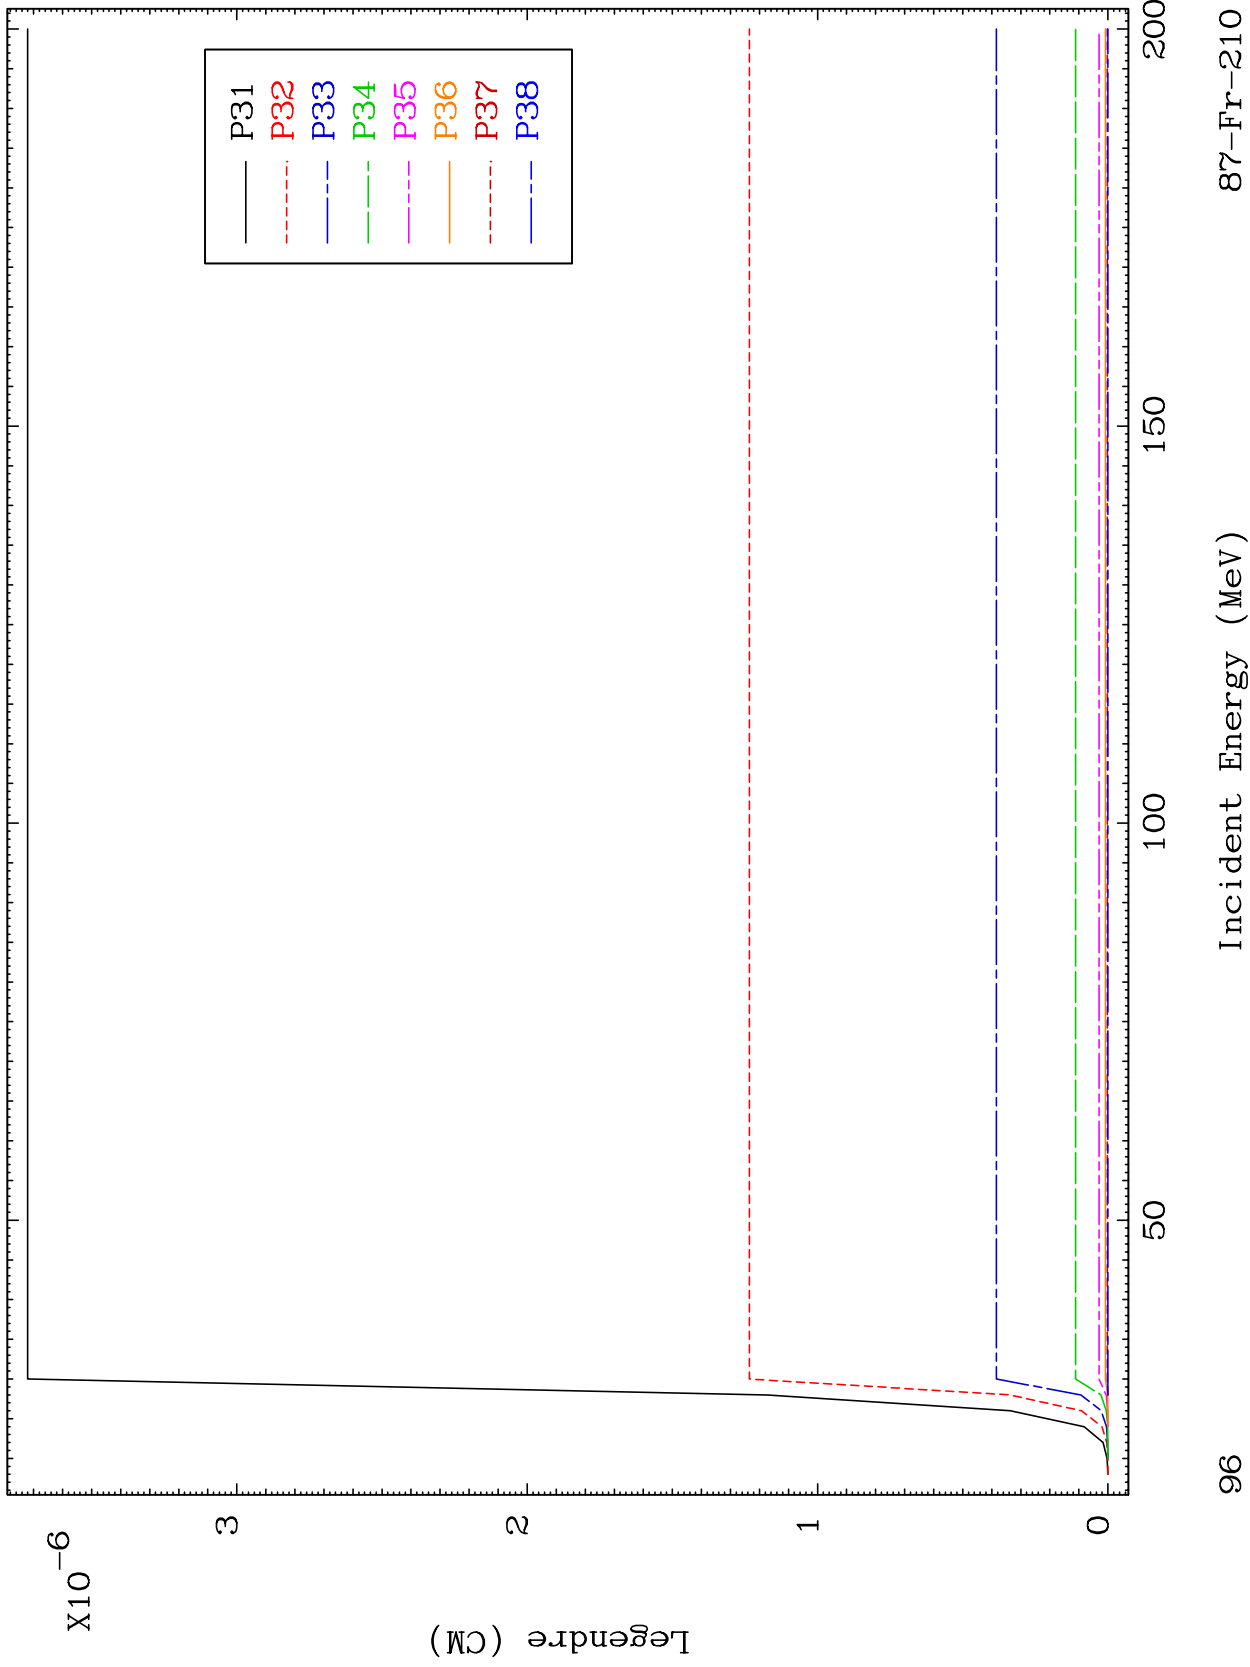 X10^-6
Legendre (CM)
3
2
1
0
P31
P32
P33
P34
P35
P36
P37
P38
50
100
150
200
Incident Energy (MeV)
96
87-Fr-210